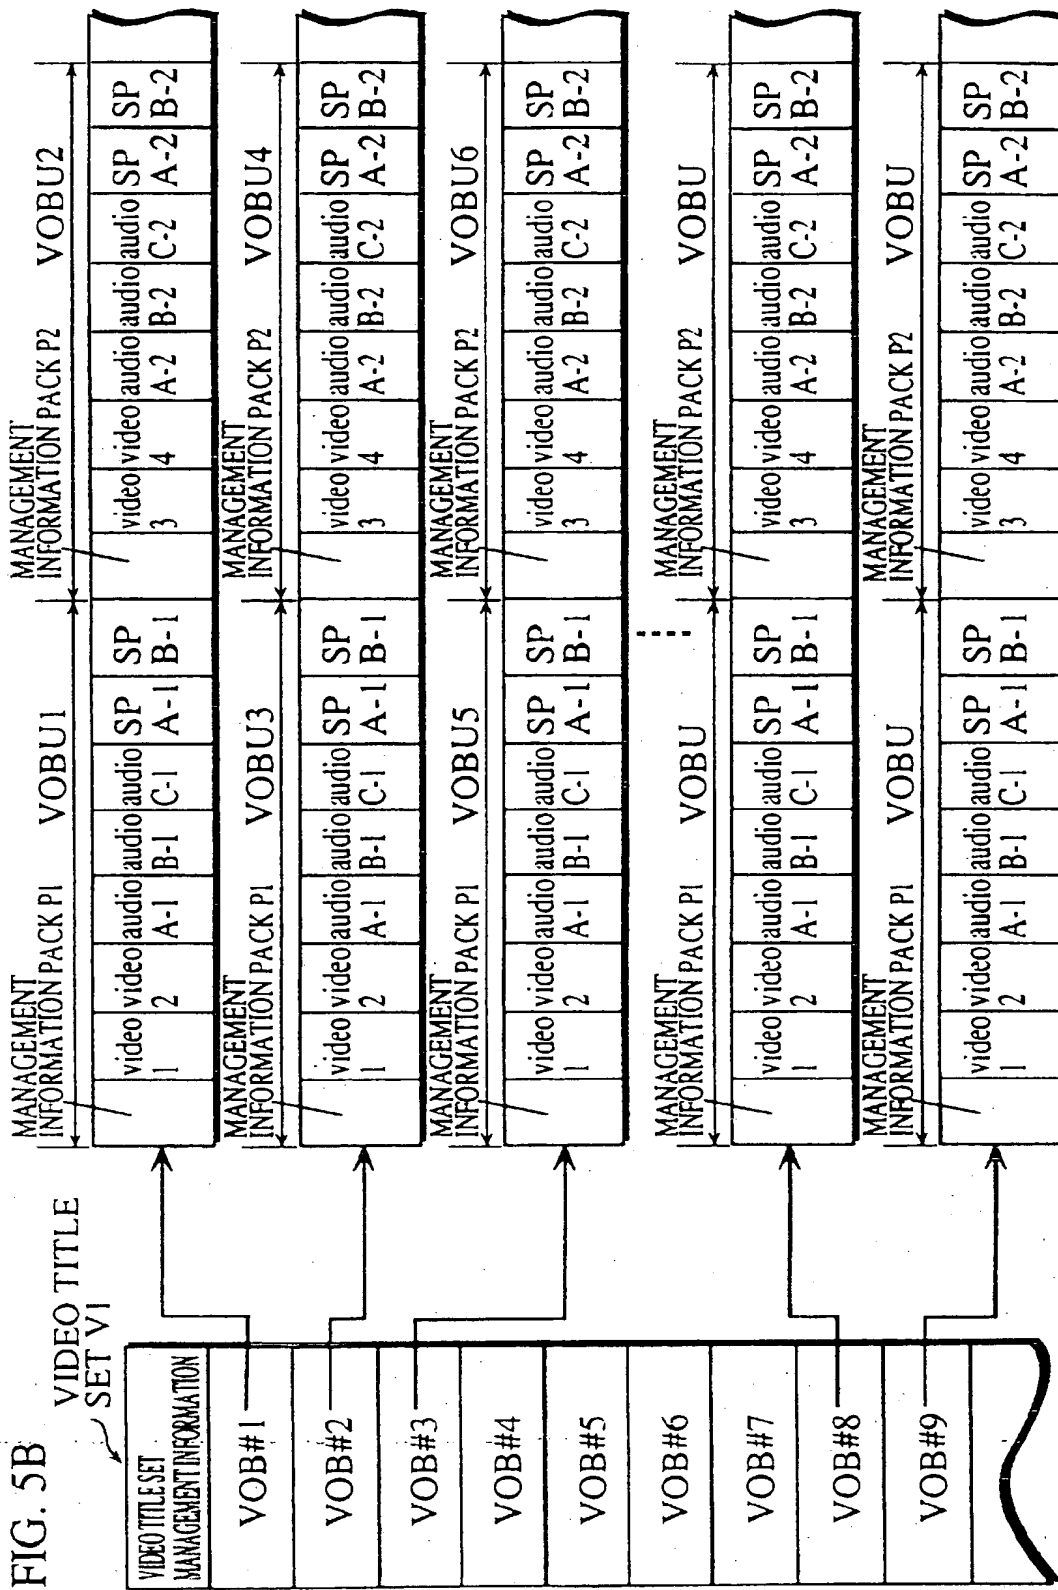 FIG. 5B
VIDEO TITLE
SET V1
VIDEO TITLE SET
MANAGEMENT INFORMATION
VOB#1
VOB#2
VOB#3
VOB#4
VOB#5
VOB#6
VOB#7
VOB#8
VOB#9
MANAGEMENT
INFORMATION PACK P1
VOBU1
MANAGEMENT
INFORMATION PACK P2
VOBU2
video video audio audio audio SP SP
1 2 A-1 B-1 C-1 A-1 B-1
video video audio audio audio SP SP
3 4 A-2 B-2 C-2 A-2 B-2
MANAGEMENT
INFORMATION PACK P1
VOBU3
MANAGEMENT
INFORMATION PACK P2
VOBU4
video video audio audio audio SP SP
1 2 A-1 B-1 C-1 A-1 B-1
video video audio audio audio SP SP
3 4 A-2 B-2 C-2 A-2 B-2
MANAGEMENT
INFORMATION PACK P1
VOBU5
MANAGEMENT
INFORMATION PACK P2
VOBU6
video video audio audio audio SP SP
1 2 A-1 B-1 C-1 A-1 B-1
video video audio audio audio SP SP
3 4 A-2 B-2 C-2 A-2 B-2
MANAGEMENT
INFORMATION PACK P1
VOBU
MANAGEMENT
INFORMATION PACK P2
VOBU
video video audio audio audio SP SP
1 2 A-1 B-1 C-1 A-1 B-1
video video audio audio audio SP SP
3 4 A-2 B-2 C-2 A-2 B-2
MANAGEMENT
INFORMATION PACK P1
VOBU
MANAGEMENT
INFORMATION PACK P2
VOBU
video video audio audio audio SP SP
1 2 A-1 B-1 C-1 A-1 B-1
video video audio audio audio SP SP
3 4 A-2 B-2 C-2 A-2 B-2